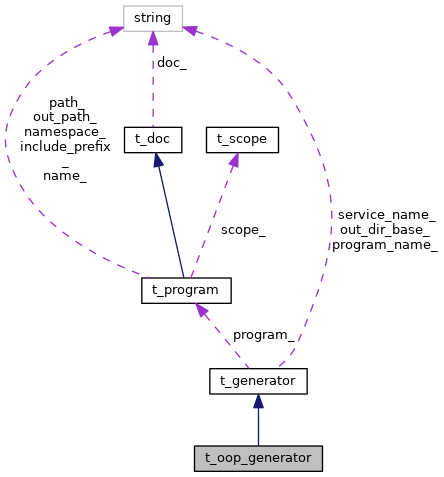 string
doc_
path_
out_path_
namespace_
include_prefix
_
name_
t_doc
t_scope
scope_
service_name_
out_dir_base_
program_name_
t_program
program_
t_generator
t_oop_generator